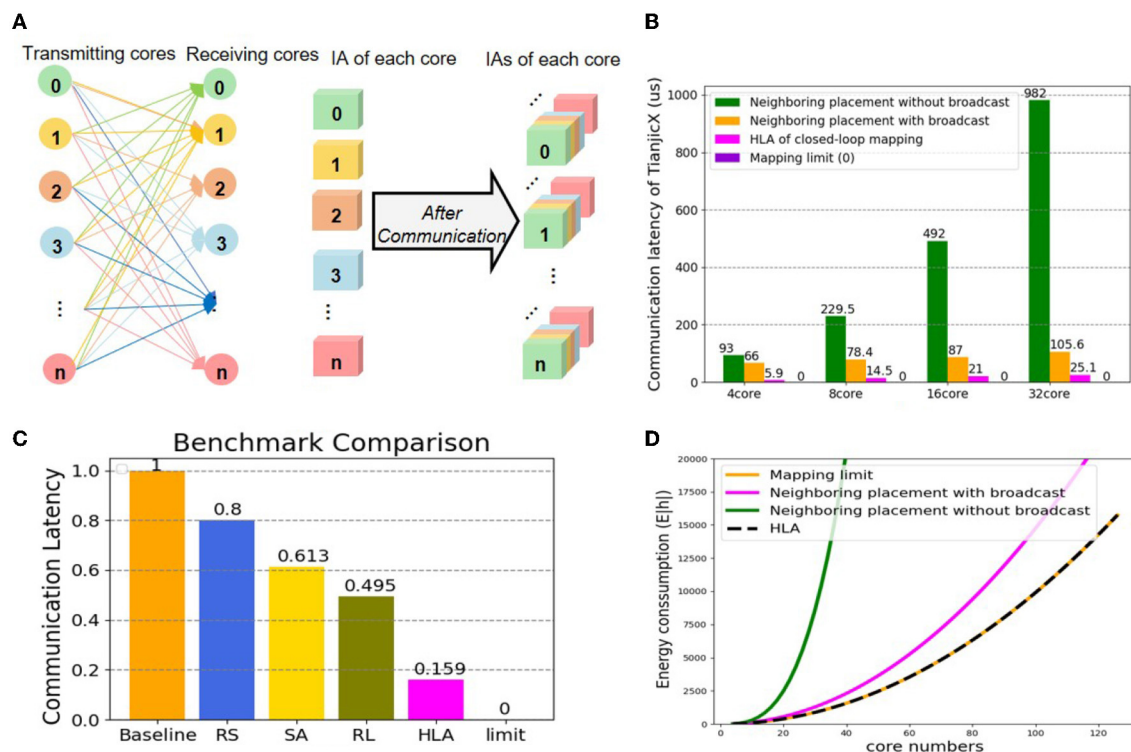 A
Transmitting cores
Receiving cores
IA of each core
IAs of each core
0
1
2
3
...
n
0
1
2
3
...
n
0
1
2
3
...
n
After
Communication
...
0
...
1
...
...
n
B
Communication latency of TianjicX (us)
1000
800
600
400
200
0
Neighboring placement without broadcast
Neighboring placement with broadcast
HLA of closed-loop mapping
Mapping limit (0)
93
66
5.9
0
229.5
78.4
14.5
0
492
87
21
0
982
105.6
25.1
0
4core
8core
16core
32core
C
Benchmark Comparison
Communication Latency
1.0
0.8
0.6
0.4
0.2
0.0
1
0.8
0.613
0.495
0.159
0
Baseline
RS
SA
RL
HLA
limit
D
Energy conssumption (E|h|)
20000
17500
15000
12500
10000
7500
5000
2500
0
Mapping limit
Neighboring placement with broadcast
Neighboring placement without broadcast
HLA
0
20
40
60
80
100
120
core numbers